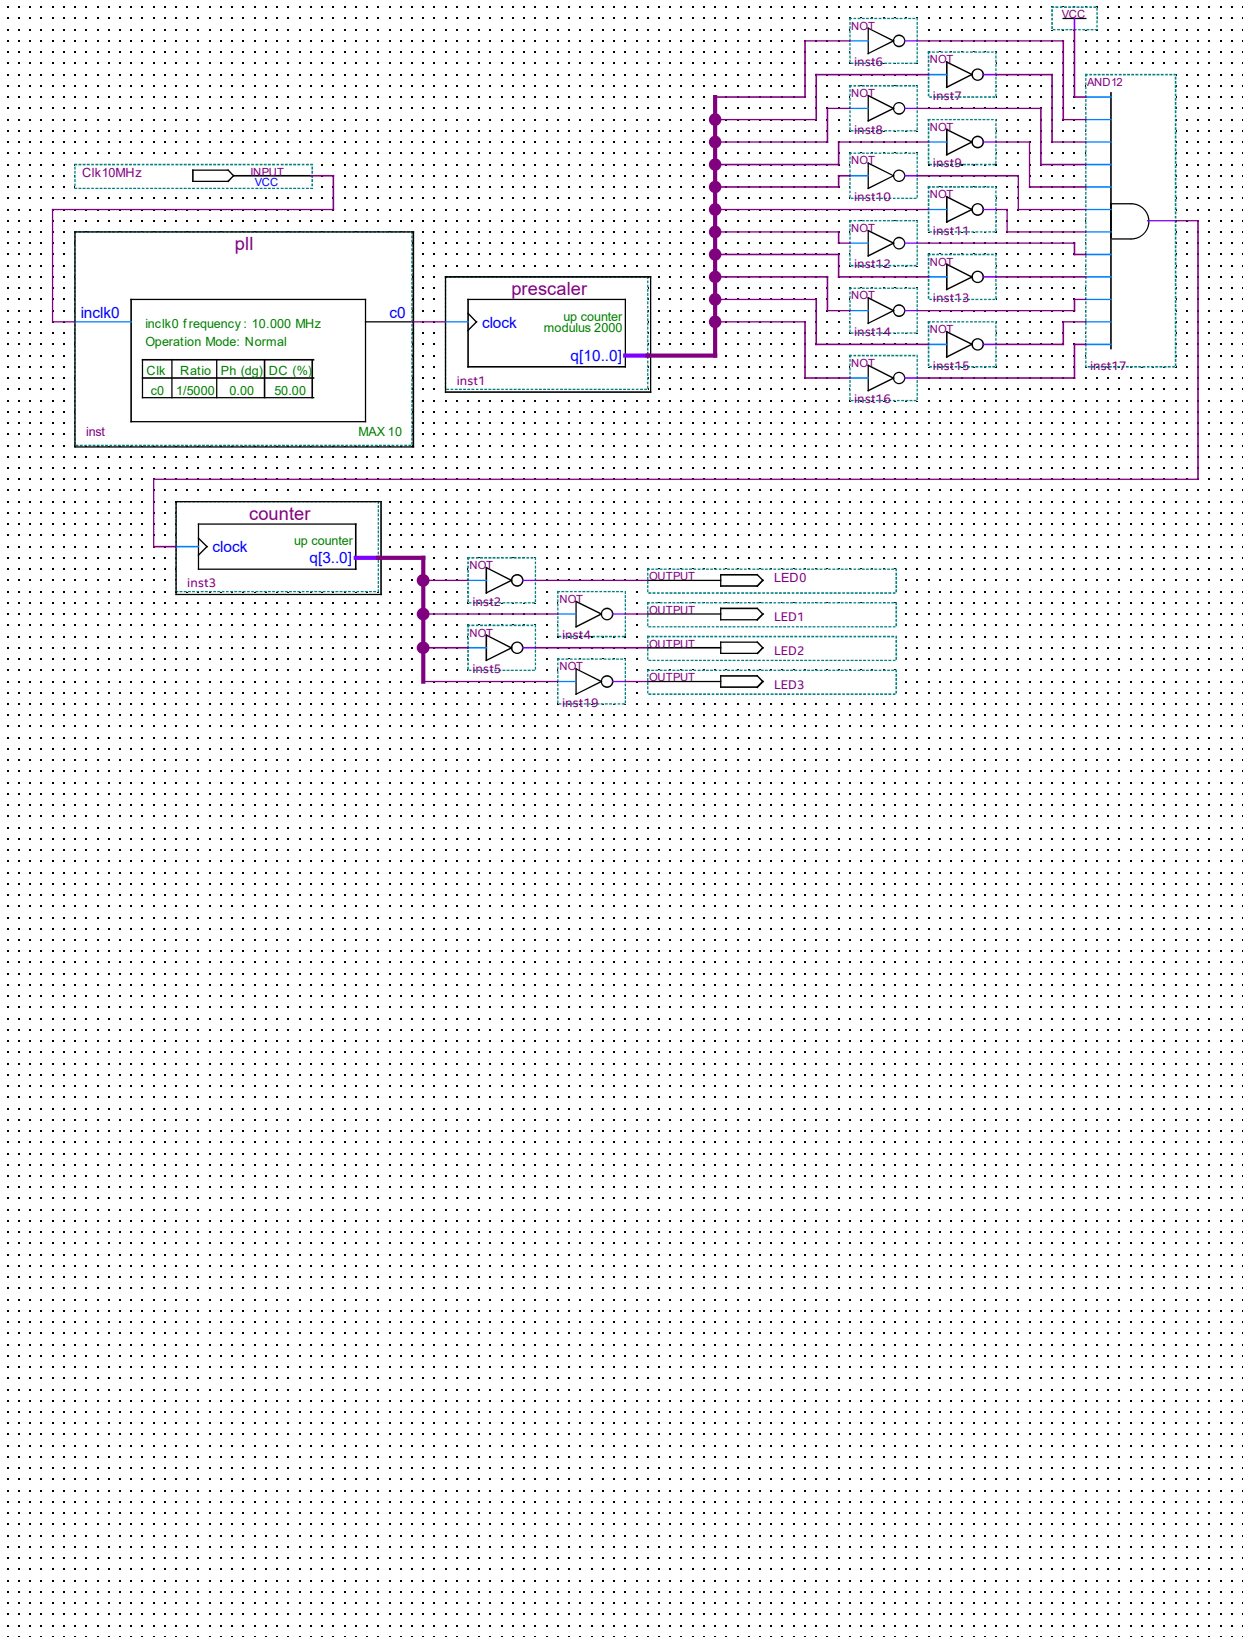 VCC
NOT
inst6
NOT
inst7
AND12
NOT
inst8
NOT
inst9
NOT
inst10
NOT
inst11
NOT
inst12
NOT
inst13
NOT
inst14
NOT
inst15
NOT
inst16
inst17
Clk10MHz
INPUT
VCC
pll
inclk0
c0
inclk0 frequency: 10.000 MHz
Operation Mode: Normal
Clk Ratio Ph (dg) DC (%)
c0 1/5000 0.00 50.00
inst
MAX 10
prescaler
clock
up counter
modulus 2000
q[10..0]
inst1
counter
clock
up counter
q[3..0]
inst3
NOT
inst2
OUTPUT
LED0
NOT
inst4
OUTPUT
LED1
NOT
inst5
OUTPUT
LED2
NOT
inst19
OUTPUT
LED3